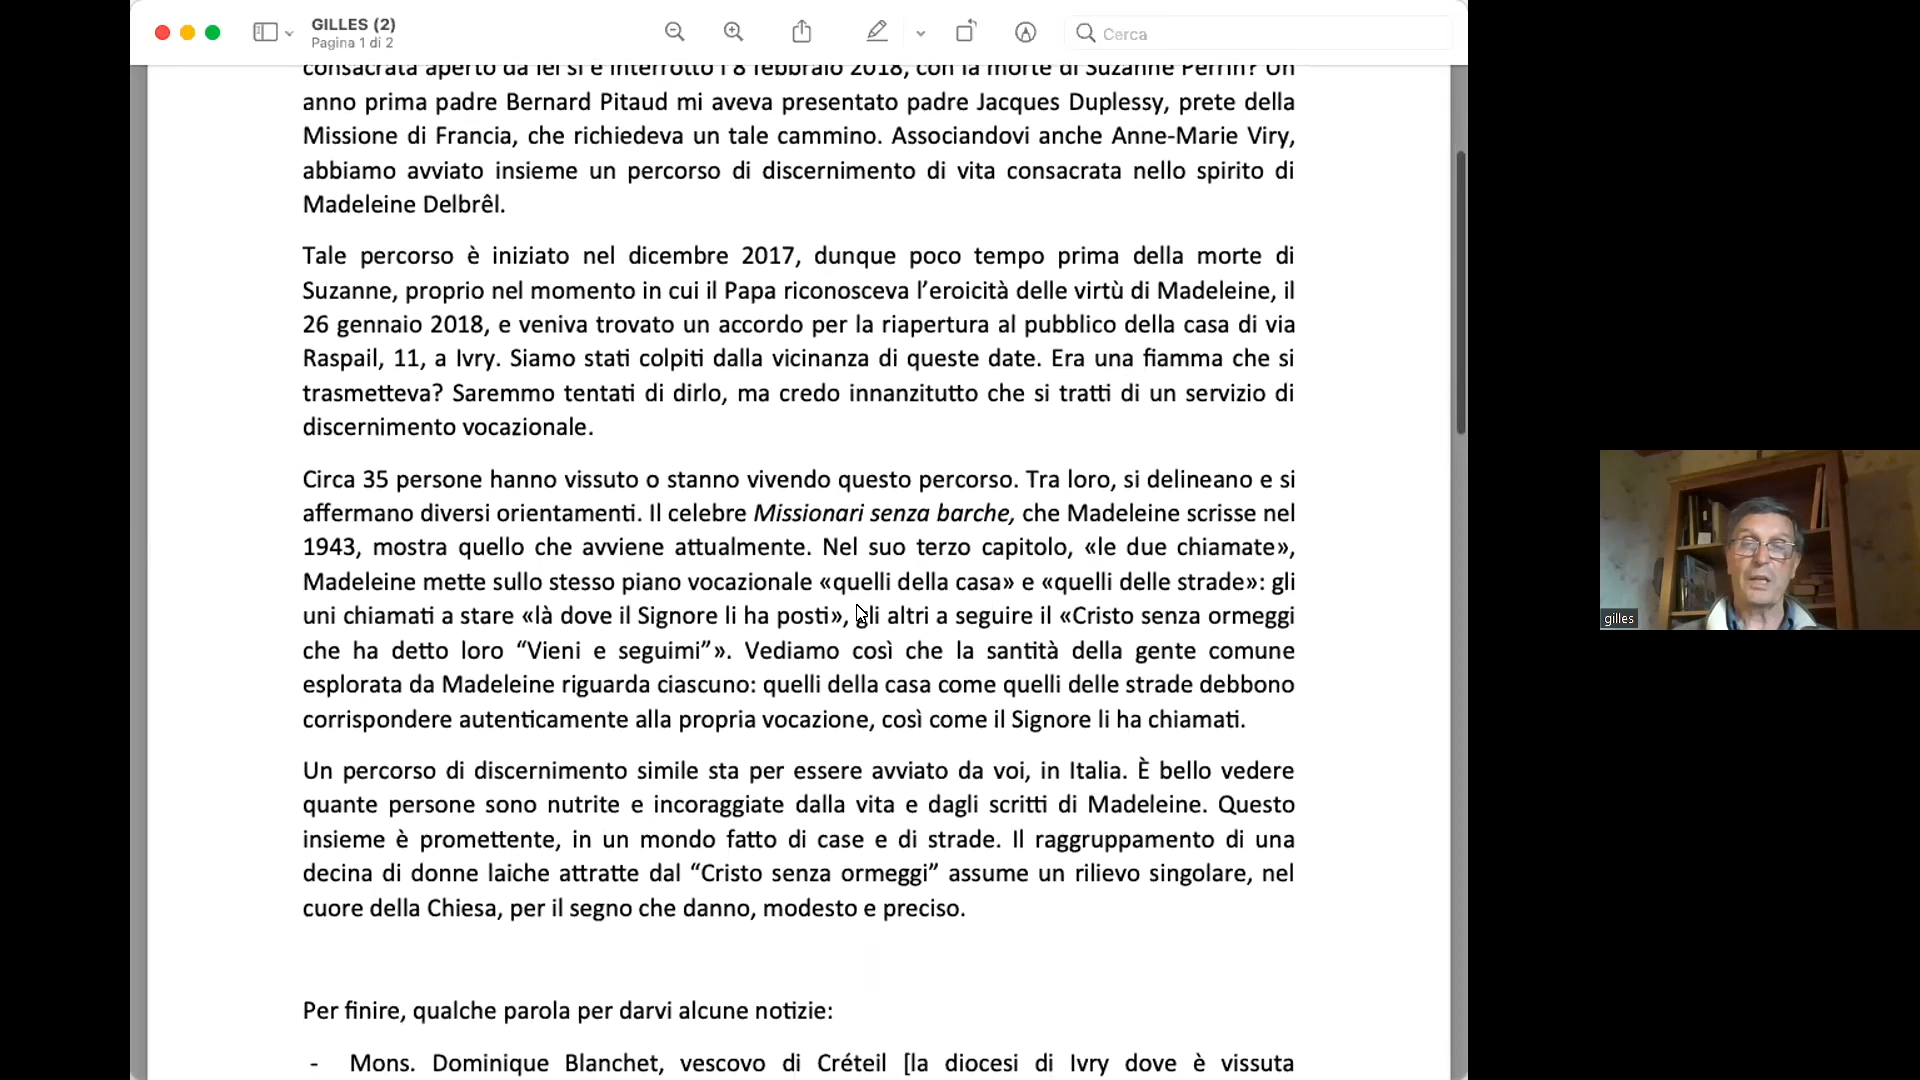 GILLES (2)
Pagina 1 di 2
Cerca
consacrata aperto da lei si è interrotto l'8 febbraio 2018, con la morte di Suzanne Perrin? Un
anno prima padre Bernard Pitaud mi aveva presentato padre Jacques Duplessy, prete della
Missione di Francia, che richiedeva un tale cammino. Associandovi anche Anne-Marie Viry,
abbiamo avviato insieme un percorso di discernimento di vita consacrata nello spirito di
Madeleine Delbrêl.
Tale percorso è iniziato nel dicembre 2017, dunque poco tempo prima della morte di
Suzanne, proprio nel momento in cui il Papa riconosceva l’eroicità delle virtù di Madeleine, il
26 gennaio 2018, e veniva trovato un accordo per la riapertura al pubblico della casa di via
Raspail, 11, a Ivry. Siamo stati colpiti dalla vicinanza di queste date. Era una fiamma che si
trasmetteva? Saremmo tentati di dirlo, ma credo innanzitutto che si tratti di un servizio di
discernimento vocazionale.
Circa 35 persone hanno vissuto o stanno vivendo questo percorso. Tra loro, si delineano e si
affermano diversi orientamenti. Il celebre Missionari senza barche, che Madeleine scrisse nel
1943, mostra quello che avviene attualmente. Nel suo terzo capitolo, «le due chiamate»,
Madeleine mette sullo stesso piano vocazionale «quelli della casa» e «quelli delle strade»: gli
uni chiamati a stare «là dove il Signore li ha posti», gli altri a seguire il «Cristo senza ormeggi
che ha detto loro “Vieni e seguimi”». Vediamo così che la santità della gente comune
esplorata da Madeleine riguarda ciascuno: quelli della casa come quelli delle strade debbono
corrispondere autenticamente alla propria vocazione, così come il Signore li ha chiamati.
Un percorso di discernimento simile sta per essere avviato da voi, in Italia. È bello vedere
quante persone sono nutrite e incoraggiate dalla vita e dagli scritti di Madeleine. Questo
insieme è promettente, in un mondo fatto di case e di strade. Il raggruppamento di una
decina di donne laiche attratte dal “Cristo senza ormeggi” assume un rilievo singolare, nel
cuore della Chiesa, per il segno che danno, modesto e preciso.
Per finire, qualche parola per darvi alcune notizie:
- Mons. Dominique Blanchet, vescovo di Créteil [la diocesi di Ivry dove è vissuta
gilles